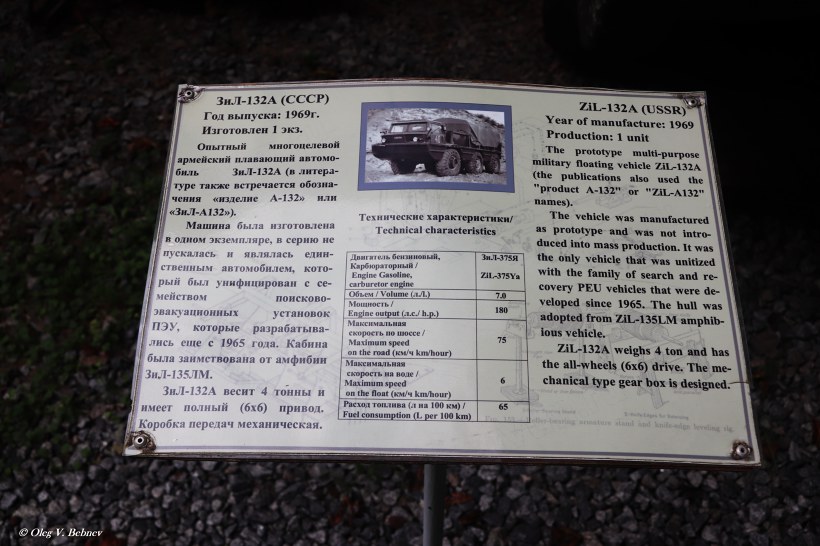 ЗиЛ-132А (СССР)
Год выпуска: 1969г.
Изготовлен 1 экз.
Опытный многоцелевой
армейский плавающий автомо-
биль ЗиЛ-132А (в литера-
туре также встречается обозна-
чения «изделие А-132» или
«ЗиЛ-А132»).
Машина была изготовлена
в одном экземпляре, в серию не
пускалась и являлась един-
ственным автомобилем, кото-
рый был унифицирован с се-
мейством поисково-
эвакуационных установок
ПЭУ, которые разрабатыва-
лись еще с 1965 года. Кабина
была заимствована от амфибии
ЗиЛ-135ЛМ.
ЗиЛ-132А весит 4 тонны и
имеет полный (6х6) привод.
Коробка передач механическая.
Технические характеристики/
Technical characteristics
Двигатель бензиновый,
Карбюраторный /
Engine Gasoline,
carburetor engine
ЗиЛ-375Я
ZiL-375Ya
Объем / Volume (л./l.) 7.0
Мощность /
Engine output (л.с./ h.p.) 180
Максимальная
скорость по шоссе /
Maximum speed
on the road (км/ч km/hour) 75
Максимальная
скорость на воде /
Maximum speed
on the float (км/ч km/hour) 6
Расход топлива (л на 100 км) /
Fuel consumption (L per 100 km) 65
ZiL-132A (USSR)
Year of manufacture: 1969
Production: 1 unit
The prototype multi-purpose
military floating vehicle ZiL-132A
(the publications also used the
"product A-132" or "ZiL-A132"
names).
The vehicle was manufactured
as prototype and was not intro-
duced into mass production. It was
the only vehicle that was unitized
with the family of search and re-
covery PEU vehicles that were de-
veloped since 1965. The hull was
adopted from ZiL-135LM amphib-
ious vehicle.
ZiL-132A weighs 4 ton and has
the all-wheels (6x6) drive. The me-
chanical type gear box is designed.
© Oleg V. Bebnev